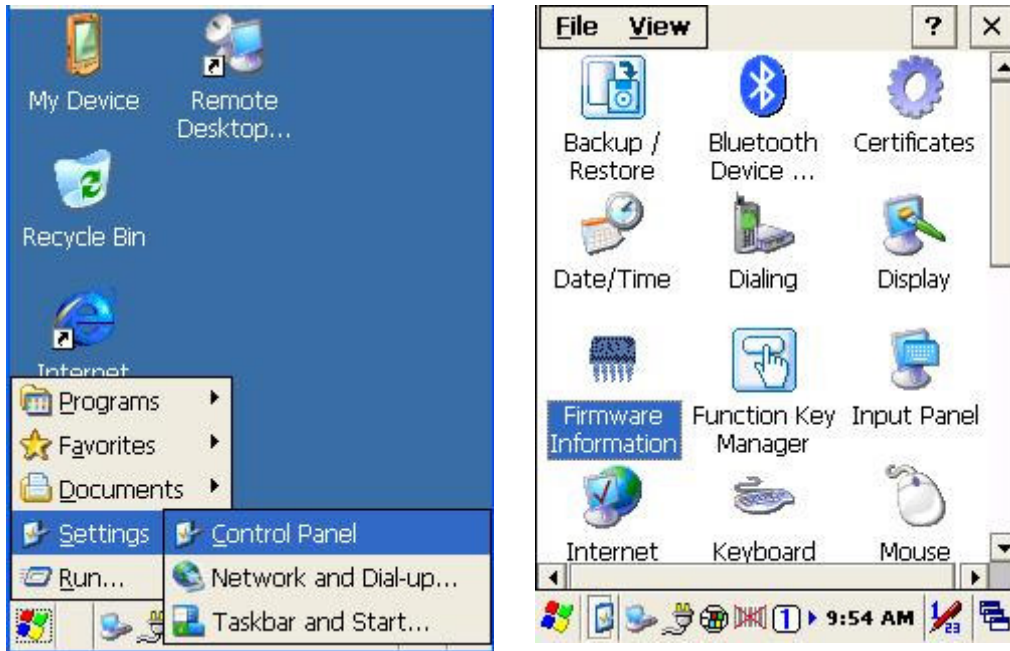 My Device
Remote
Desktop...
Recycle Bin
Internet
Programs
Favorites
Documents
Settings
Run...
Control Panel
Network and Dial-up...
Taskbar and Start...
File View ? ×
Backup /
Restore
Bluetooth
Device ...
Certificates
Date/Time
Dialing
Display
Firmware
Information
Function Key
Manager
Input Panel
Internet
Keyboard
Mouse
1
9:54 AM